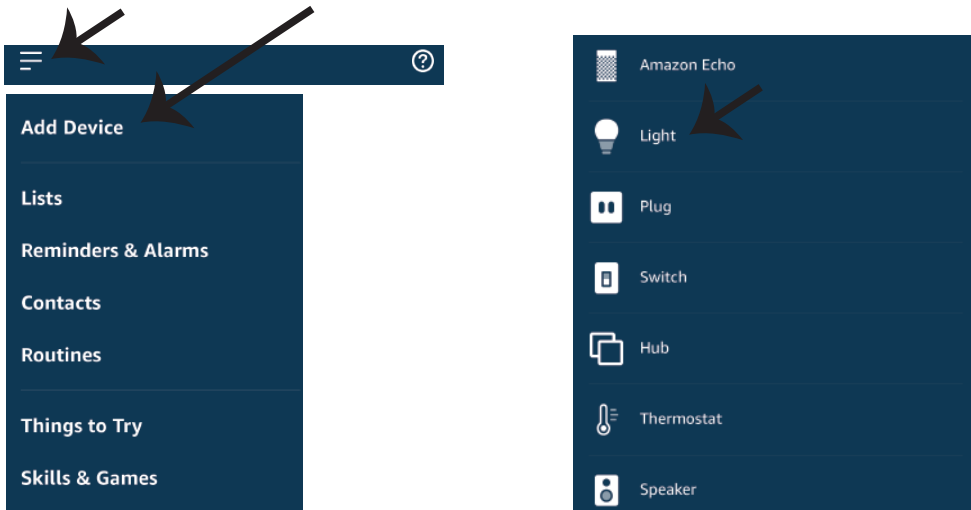 ?
Add Device
Lists
Reminders & Alarms
Contacts
Routines
Things to Try
Skills & Games
Amazon Echo
Light
Plug
Switch
Hub
Thermostat
Speaker